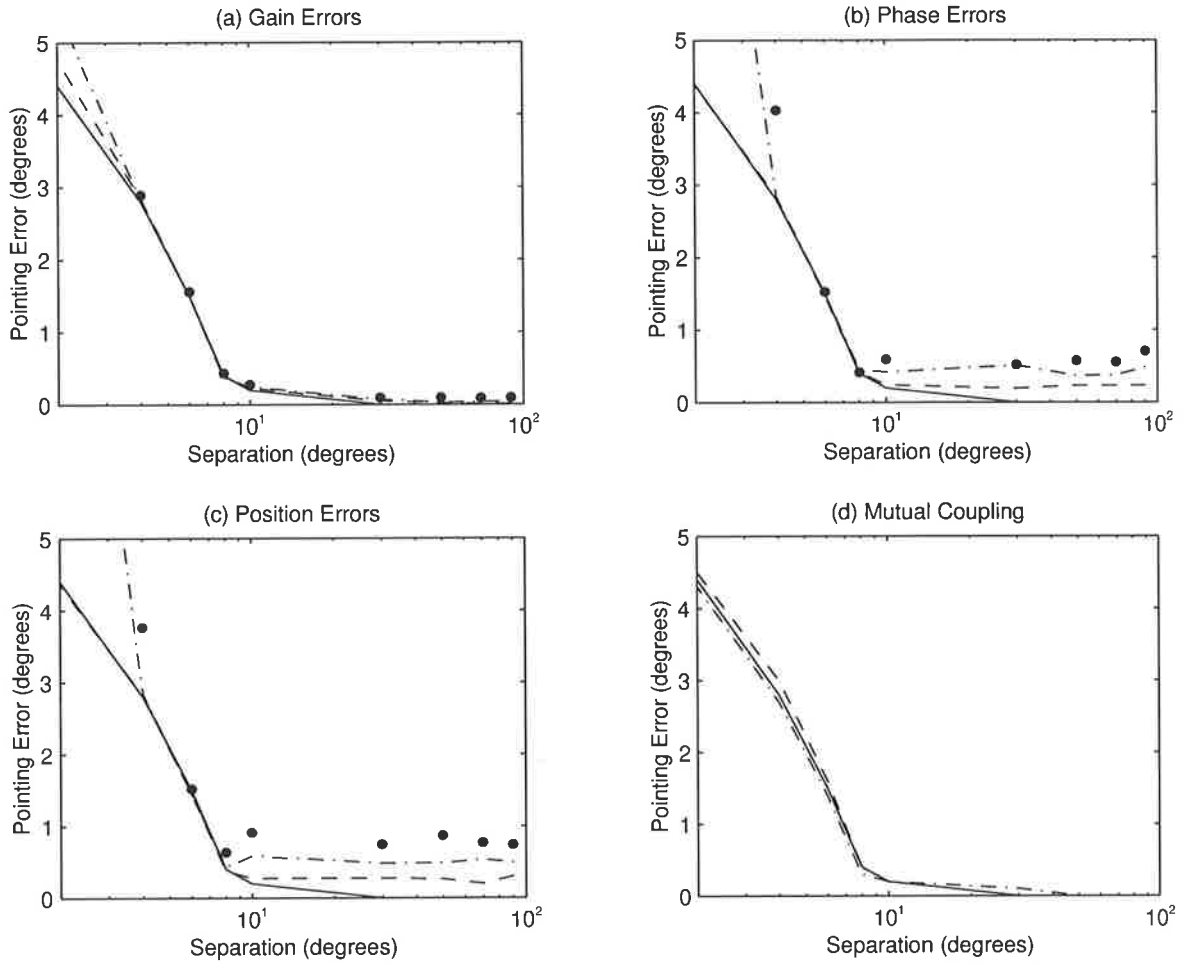 (a) Gain Errors
5
4
3
2
1
0
Pointing Error (degrees)
10^1
10^2
Separation (degrees)
(b) Phase Errors
5
4
3
2
1
0
Pointing Error (degrees)
10^1
10^2
Separation (degrees)
(c) Position Errors
5
4
3
2
1
0
Pointing Error (degrees)
10^1
10^2
Separation (degrees)
(d) Mutual Coupling
5
4
3
2
1
0
Pointing Error (degrees)
10^1
10^2
Separation (degrees)